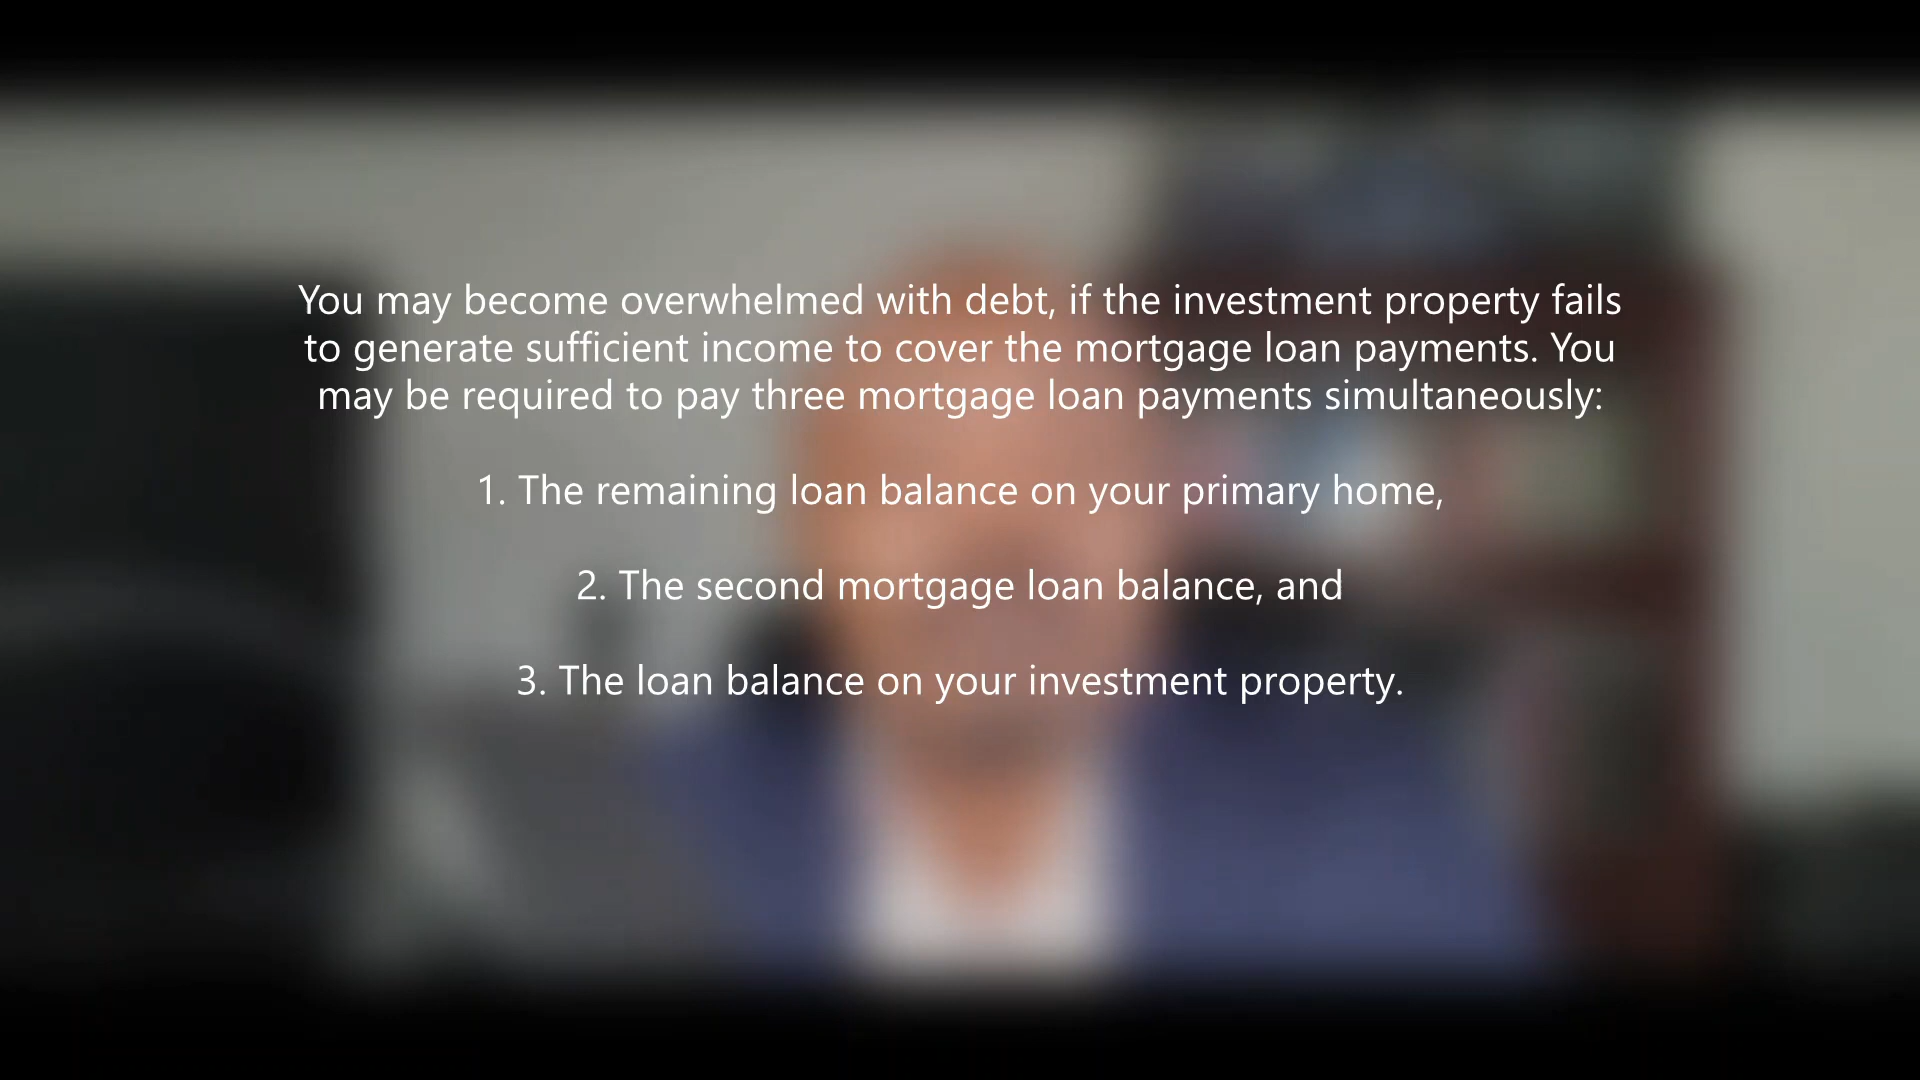 You may become overwhelmed with debt, if the investment property fails
to generate sufficient income to cover the mortgage loan payments. You
may be required to pay three mortgage loan payments simultaneously:
1. The remaining loan balance on your primary home,
2. The second mortgage loan balance, and
3. The loan balance on your investment property.